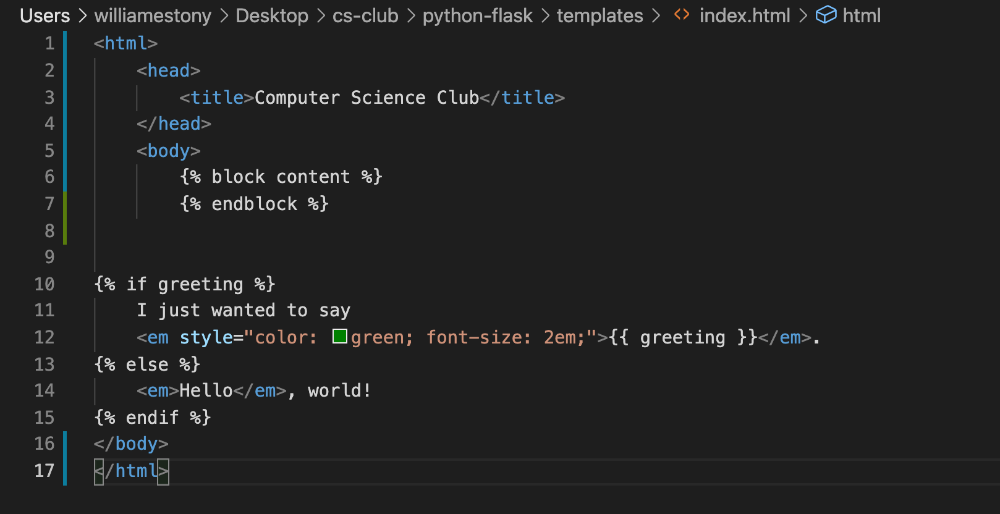 Users > williamestony > Desktop > cs-club > python-flask > templates > <> index.html > html
1 <html>
2     <head>
3         <title>Computer Science Club</title>
4     </head>
5     <body>
6         {% block content %}
7         {% endblock %}
8
9
10 {% if greeting %}
11     I just wanted to say
12     <em style="color: green; font-size: 2em;">{{ greeting }}</em>.
13 {% else %}
14     <em>Hello</em>, world!
15 {% endif %}
16 </body>
17 </html>